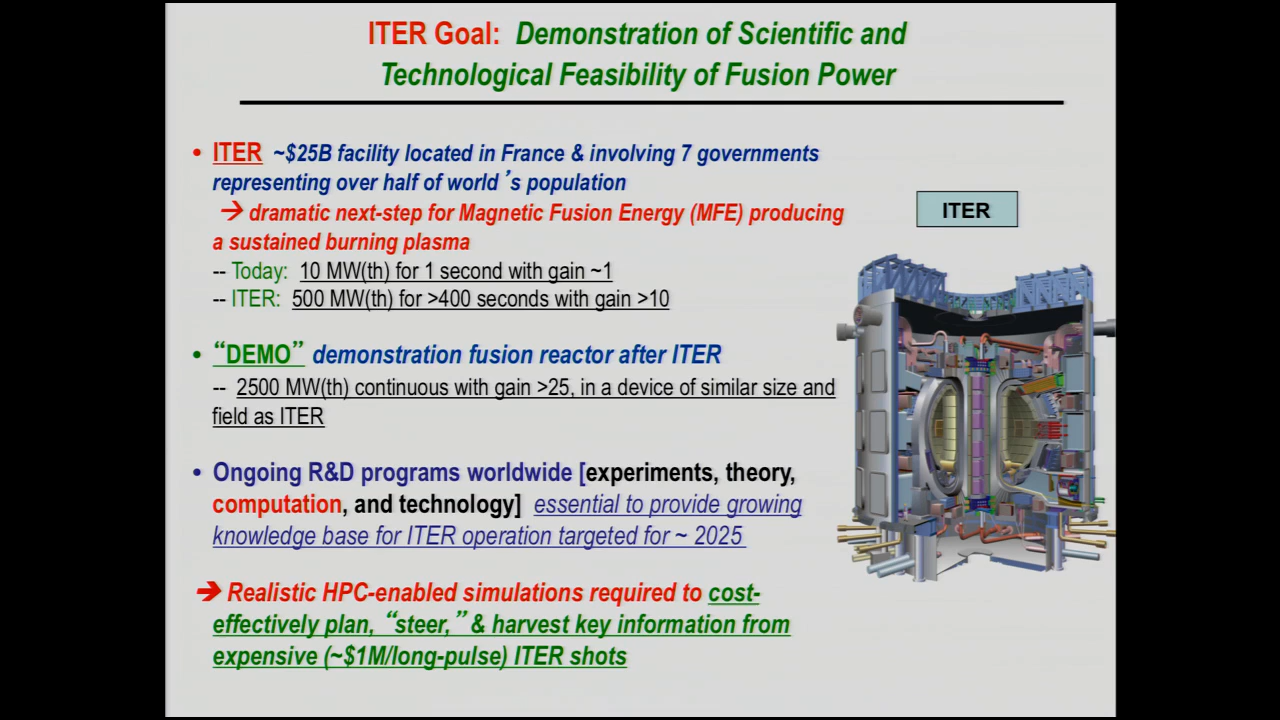 ITER Goal: Demonstration of Scientific and
Technological Feasibility of Fusion Power
• ITER ~$25B facility located in France & involving 7 governments
representing over half of world ’s population
→ dramatic next-step for Magnetic Fusion Energy (MFE) producing
a sustained burning plasma
-- Today: 10 MW(th) for 1 second with gain ~1
-- ITER: 500 MW(th) for >400 seconds with gain >10
• “DEMO” demonstration fusion reactor after ITER
-- 2500 MW(th) continuous with gain >25, in a device of similar size and
field as ITER
• Ongoing R&D programs worldwide [experiments, theory,
computation, and technology] essential to provide growing
knowledge base for ITER operation targeted for ~ 2025
➔ Realistic HPC-enabled simulations required to cost-
effectively plan, “steer,” & harvest key information from
expensive (~$1M/long-pulse) ITER shots
ITER